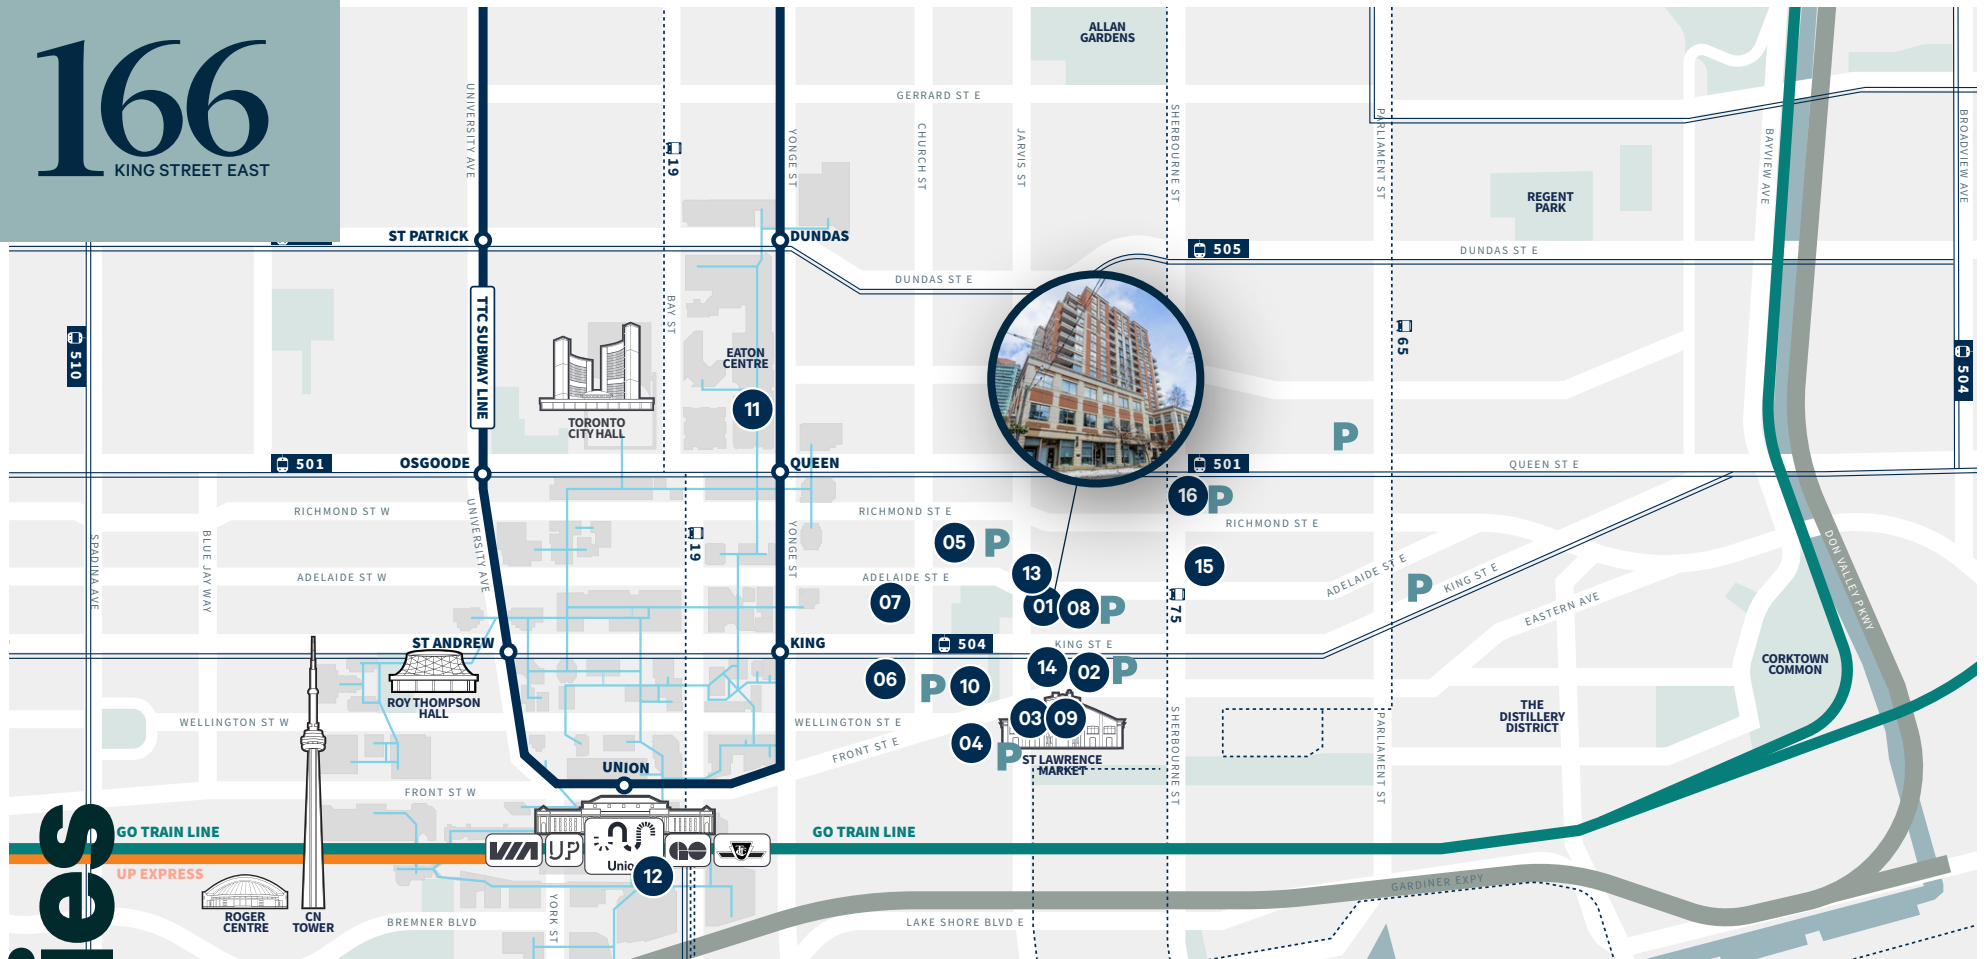 166
KING STREET EAST
ALLAN
GARDENS
GERRARD ST E
UNIVERSITY AVE
19
YONGE ST
CHURCH ST
JARVIS ST
SHERBOURNE ST
PARLIAMENT ST
BAYVIEW AVE
BROADVIEW AVE
REGENT
PARK
ST PATRICK
DUNDAS
505
DUNDAS ST E
DUNDAS ST E
TTC SUBWAY LINE
BAY ST
510
65
504
EATON
CENTRE
11
TORONTO
CITY HALL
P
501
OSGOODE
QUEEN
501
QUEEN ST E
16
P
RICHMOND ST W
RICHMOND ST E
RICHMOND ST E
UNIVERSITY AVE
SPADINA AVE
BLUE JAY WAY
19
YONGE ST
05
P
DON VALLEY PKWY
ADELAIDE ST W
ADELAIDE ST E
13
15
ADELAIDE ST E
P
KING ST E
07
01
08
P
75
EASTERN AVE
ST ANDREW
KING
504
KING ST E
14
02
P
06
P
10
CORKTOWN
COMMON
ROY THOMPSON
HALL
WELLINGTON ST W
WELLINGTON ST E
03
09
THE
DISTILLERY
DISTRICT
04
P
FRONT ST E
ST LAWRENCE
MARKET
SHERBOURNE ST
PARLIAMENT ST
UNION
FRONT ST W
GO TRAIN LINE
GO TRAIN LINE
VIA
UP
GO
TTC
Union
12
UP EXPRESS
GARDINER EXPY
ROGER
CENTRE
CN
TOWER
BREMNER BLVD
YORK ST
LAKE SHORE BLVD E
ies